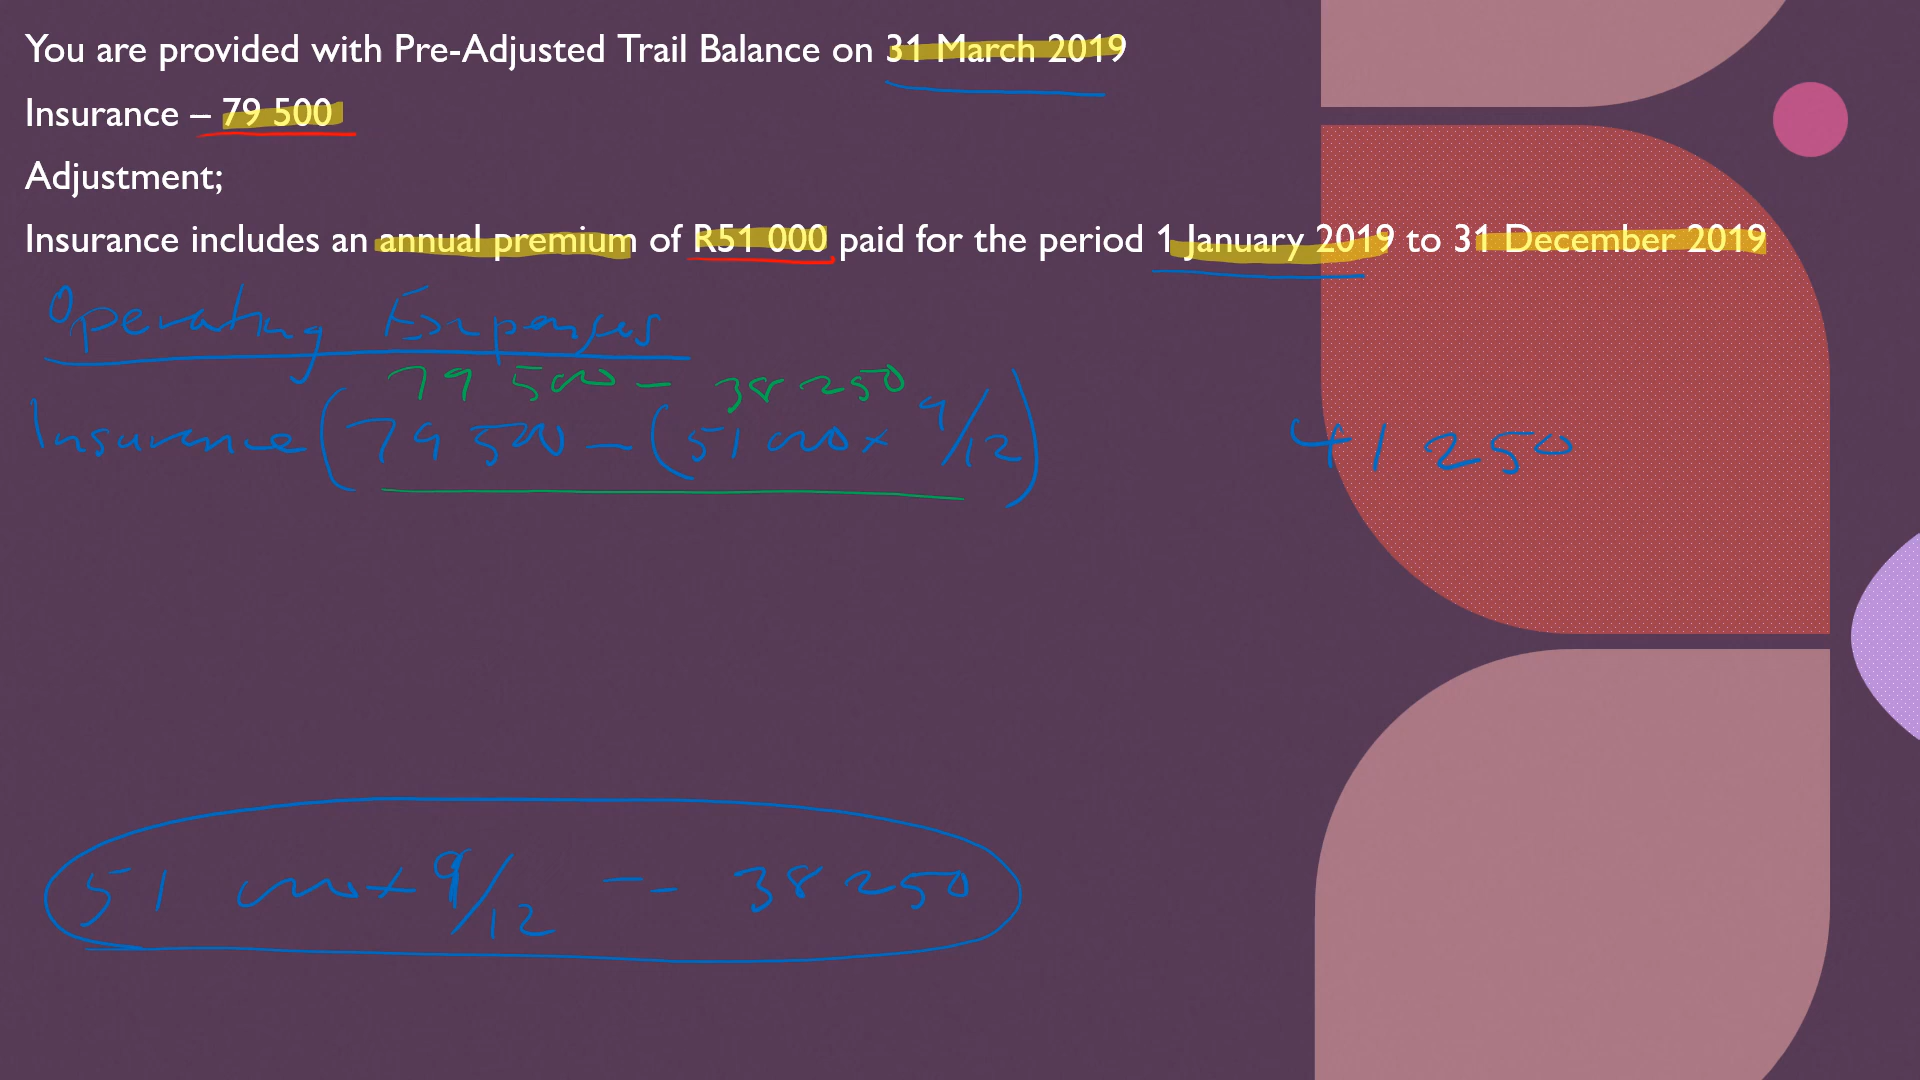 You are provided with Pre-Adjusted Trail Balance on 31 March 2019
Insurance – 79 500
Adjustment;
Insurance includes an annual premium of R51 000 paid for the period 1 January 2019 to 31 December 2019
Operating Expenses
79 500 – 38 250
Insurance (79 500 – (51 000 x 9/12) 41 250
51 000 x 9/12 = 38 250